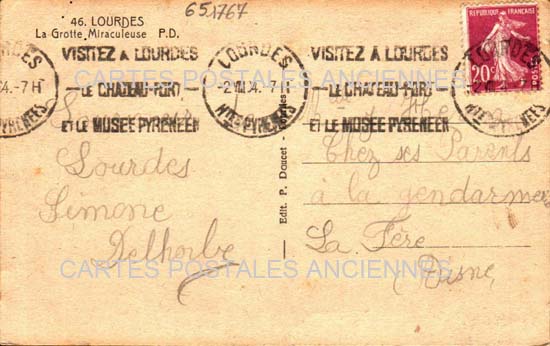 651767
46. LOURDES
La Grotte Miraculeuse P.D.
VISITEZ A LOURDES
LE CHATEAU-FORT
ET LE MUSEE PYRENEEN
LOURDES
Htes PYRENEES
VISITEZ A LOURDES
LE CHATEAU-FORT
ET LE MUSEE PYRENEEN
REPUBLIQUE FRANÇAISE
20c
POSTES
CARTES POSTALES ANCIENNES
Lourdes
Simone
Edit. P. Doucet - Lourdes
Chez ses Parents
à la gendarmerie
La Fère
(Aisne)
CARTES POSTALES ANCIENNES